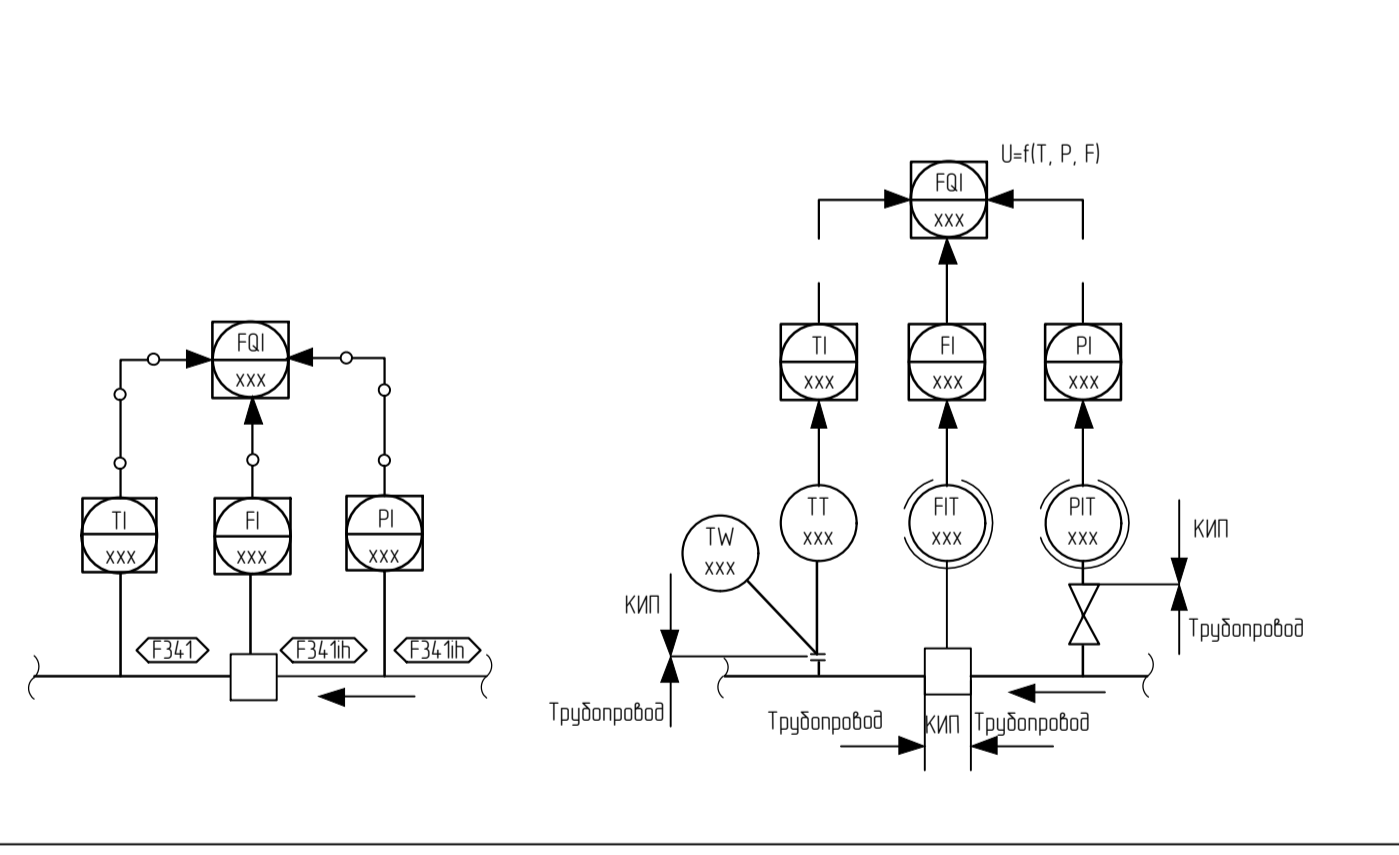 U=f(T, P, F)
FQI
xxx
FQI
xxx
TI
xxx
FI
xxx
PI
xxx
TI
xxx
FI
xxx
PI
xxx
TT
xxx
FIT
xxx
PIT
xxx
TW
xxx
КИП
Трубопровод
КИП
Трубопровод
F341
F341ih
F341ih
Трубопровод
КИП
Трубопровод